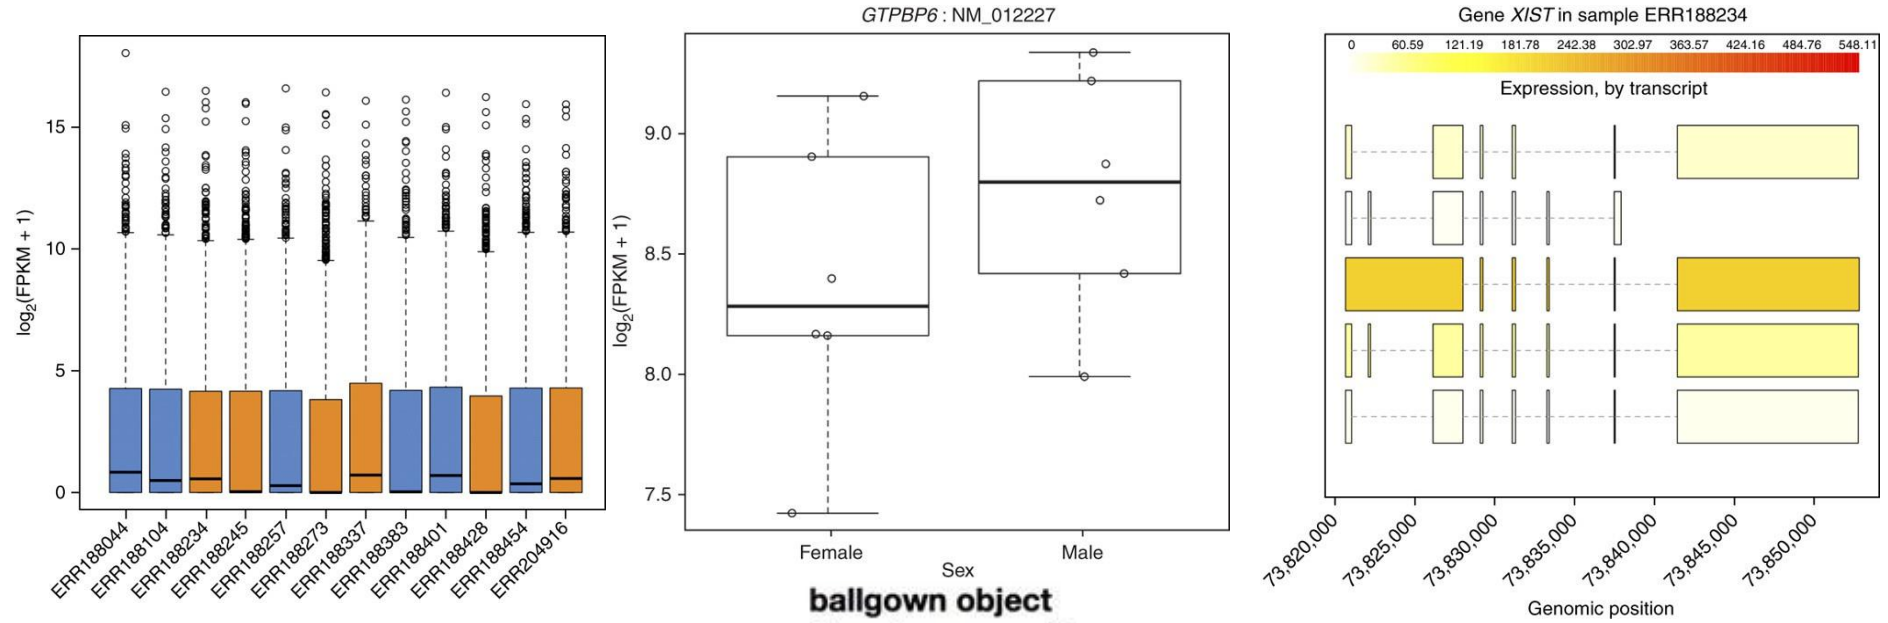 log2(FPKM + 1)
15
10
5
0
ERR188044
ERR188104
ERR188234
ERR188245
ERR188257
ERR188273
ERR188337
ERR188383
ERR188401
ERR188428
ERR188454
ERR204916
GTPBP6 : NM_012227
log2(FPKM + 1)
9.0
8.5
8.0
7.5
Female Male
Sex
ballgown object
Gene XIST in sample ERR188234
0 60.59 121.19 181.78 242.38 302.97 363.57 424.16 484.76 548.11
Expression, by transcript
73,820,000
73,825,000
73,830,000
73,835,000
73,840,000
73,845,000
73,850,000
Genomic position